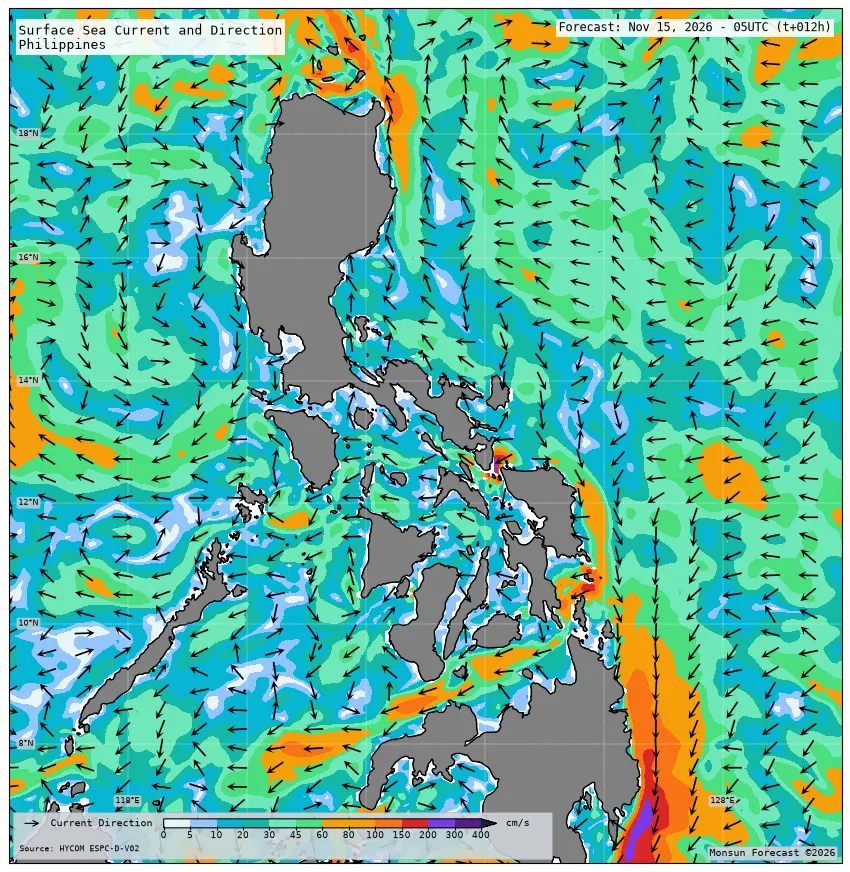 Surface Sea Current and Direction
Philippines
Forecast: Nov 15, 2026 - 05UTC (t+012h)
18°N
16°N
14°N
12°N
10°N
8°N
118°E
128°E
Current Direction
0 5 10 20 30 45 60 80 100 150 200 300 400
cm/s
Source: HYCOM ESPC-D-V02
Monsun Forecast ©2026